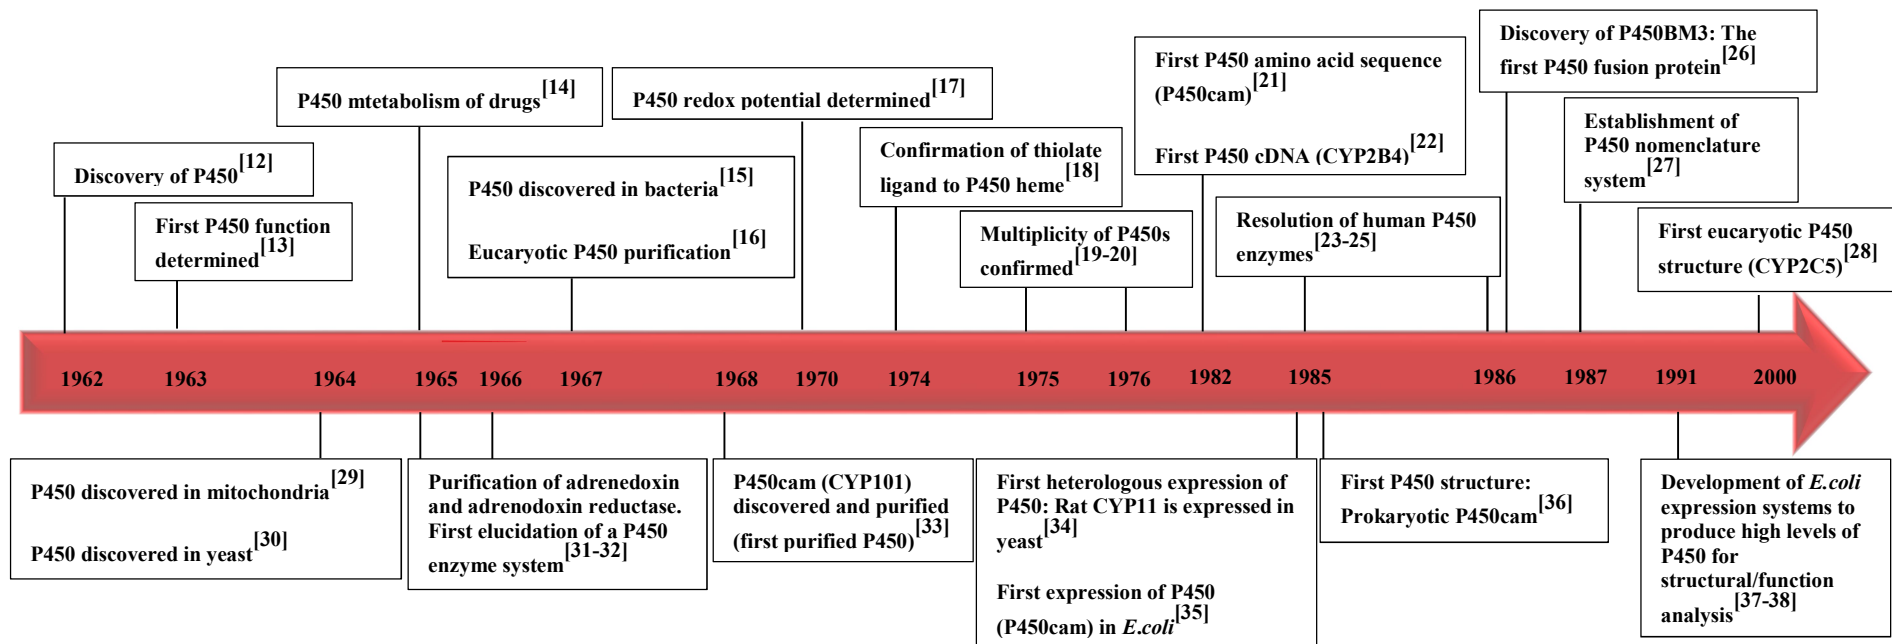 Discovery of P450[12]
First P450 function
determined[13]
P450 mtetabolism of drugs[14]
P450 discovered in bacteria[15]
Eucaryotic P450 purification[16]
P450 redox potential determined[17]
Confirmation of thiolate
ligand to P450 heme[18]
Multiplicity of P450s
confirmed[19-20]
First P450 amino acid sequence
(P450cam)[21]
First P450 cDNA (CYP2B4)[22]
Resolution of human P450
enzymes[23-25]
Discovery of P450BM3: The
first P450 fusion protein[26]
Establishment of
P450 nomenclature
system[27]
First eucaryotic P450
structure (CYP2C5)[28]
1962 1963 1964 1965 1966 1967 1968 1970 1974 1975 1976 1982 1985 1986 1987 1991 2000
P450 discovered in mitochondria[29]
P450 discovered in yeast[30]
Purification of adrenedoxin
and adrenodoxin reductase.
First elucidation of a P450
enzyme system[31-32]
P450cam (CYP101)
discovered and purified
(first purified P450)[33]
First heterologous expression of
P450: Rat CYP11 is expressed in
yeast[34]
First expression of P450
(P450cam) in E.coli[35]
First P450 structure:
Prokaryotic P450cam[36]
Development of E.coli
expression systems to
produce high levels of
P450 for
structural/function
analysis[37-38]